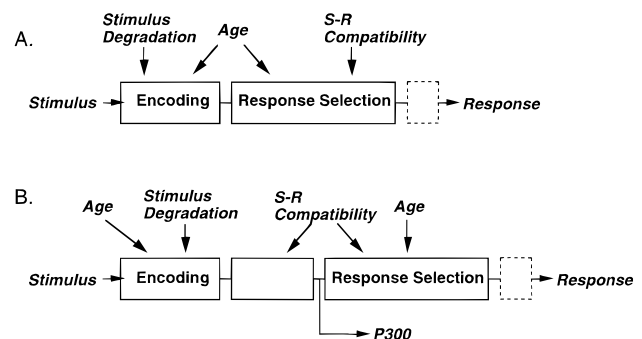 A.
Stimulus
Degradation
Age
S-R
Compatibility
Stimulus
Encoding
Response Selection
Response
B.
Age
Stimulus
Degradation
S-R
Compatibility
Age
Stimulus
Encoding
Response Selection
Response
P300